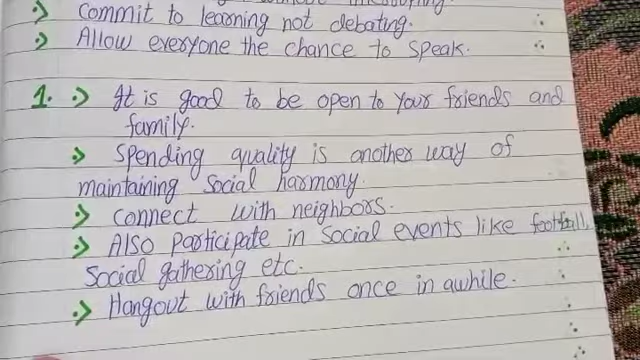 commit to learning not debating.
Allow everyone the chance to speak.
1. It is good to be open to your friends and
family.
spending quality is another way of
maintaining social harmony.
connect with neighbors.
Also participate in social events like football,
social gathering etc.
Hangout with friends once in awhile.